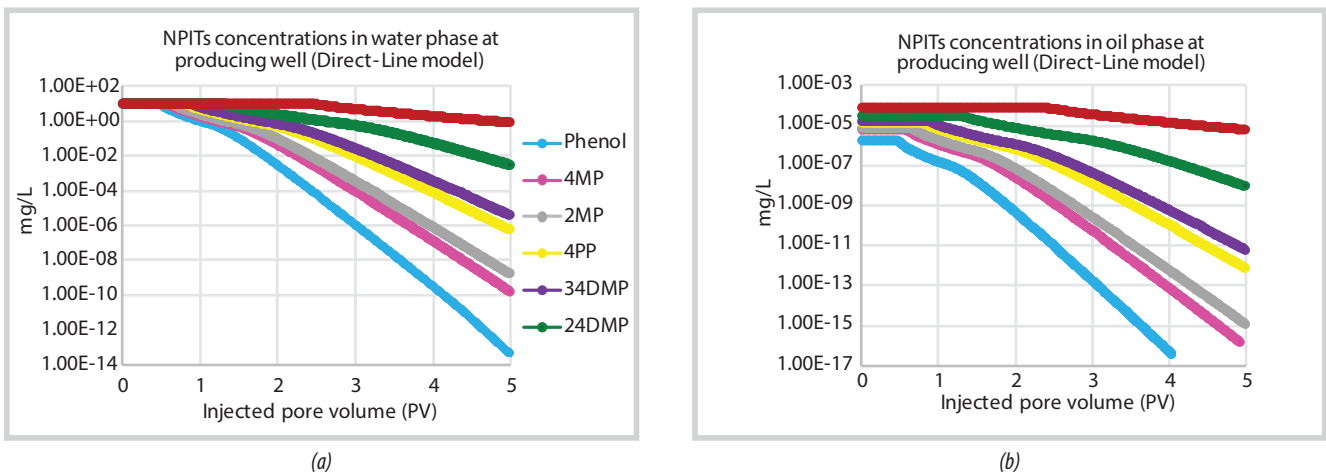 NPITs concentrations in water phase at
producing well (Direct-Line model)
1.00E+02
1.00E+00
1.00E-02
1.00E-04
1.00E-06
1.00E-08
1.00E-10
1.00E-12
1.00E-14
mg/L
0 1 2 3 4 5
Injected pore volume (PV)
Phenol
4MP
2MP
4PP
34DMP
24DMP
(a)
NPITs concentrations in oil phase at
producing well (Direct-Line model)
1.00E-03
1.00E-05
1.00E-07
1.00E-09
1.00E-11
1.00E-13
1.00E-15
1.00E-17
mg/L
0 1 2 3 4 5
Injected pore volume (PV)
(b)